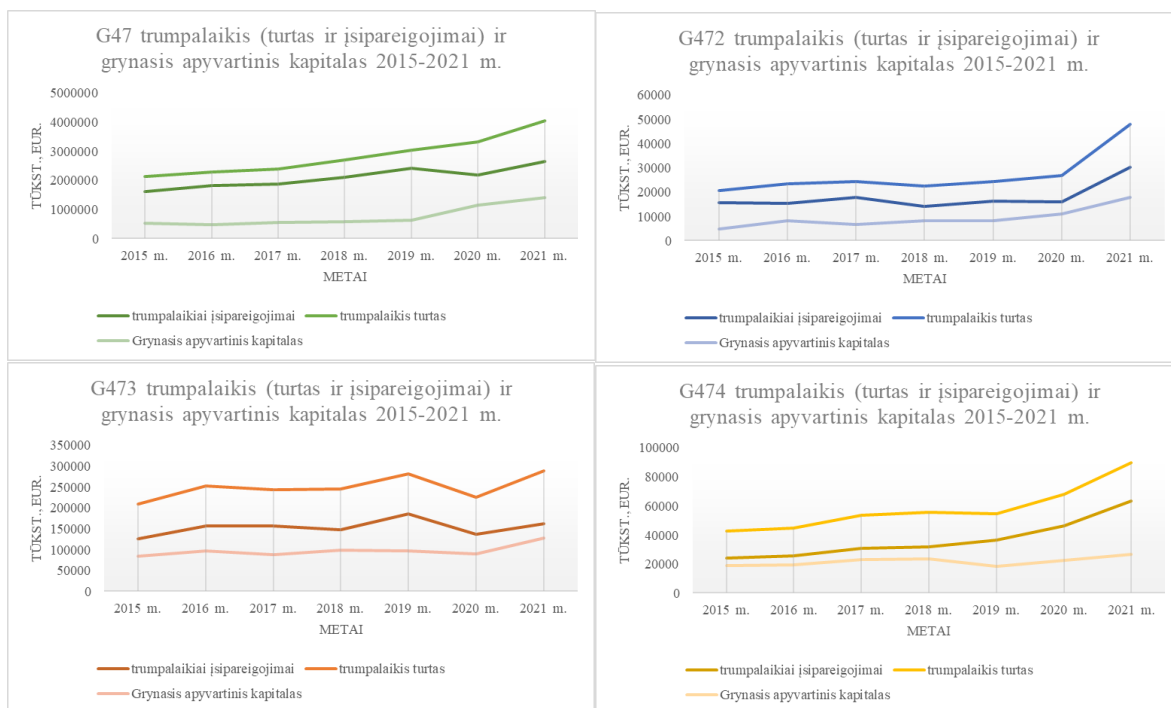 G47 trumpalaikis (turtas ir įsipareigojimai) ir
grynasis apyvartinis kapitalas 2015-2021 m.
TŪKST., EUR.
5000000
4000000
3000000
2000000
1000000
0
2015 m. 2016 m. 2017 m. 2018 m. 2019 m. 2020 m. 2021 m.
METAI
trumpalaikiai įsipareigojimai trumpalaikis turtas
Grynasis apyvartinis kapitalas
G472 trumpalaikis (turtas ir įsipareigojimai) ir
grynasis apyvartinis kapitalas 2015-2021 m.
TŪKST., EUR.
60000
50000
40000
30000
20000
10000
0
2015 m. 2016 m. 2017 m. 2018 m. 2019 m. 2020 m. 2021 m.
METAI
trumpalaikiai įsipareigojimai trumpalaikis turtas
Grynasis apyvartinis kapitalas
G473 trumpalaikis (turtas ir įsipareigojimai) ir
grynasis apyvartinis kapitalas 2015-2021 m.
TŪKST., EUR.
350000
300000
250000
200000
150000
100000
50000
0
2015 m. 2016 m. 2017 m. 2018 m. 2019 m. 2020 m. 2021 m.
METAI
trumpalaikiai įsipareigojimai trumpalaikis turtas
Grynasis apyvartinis kapitalas
G474 trumpalaikis (turtas ir įsipareigojimai) ir
grynasis apyvartinis kapitalas 2015-2021 m.
TŪKST., EUR.
100000
80000
60000
40000
20000
0
2015 m. 2016 m. 2017 m. 2018 m. 2019 m. 2020 m. 2021 m.
METAI
trumpalaikiai įsipareigojimai trumpalaikis turtas
Grynasis apyvartinis kapitalas